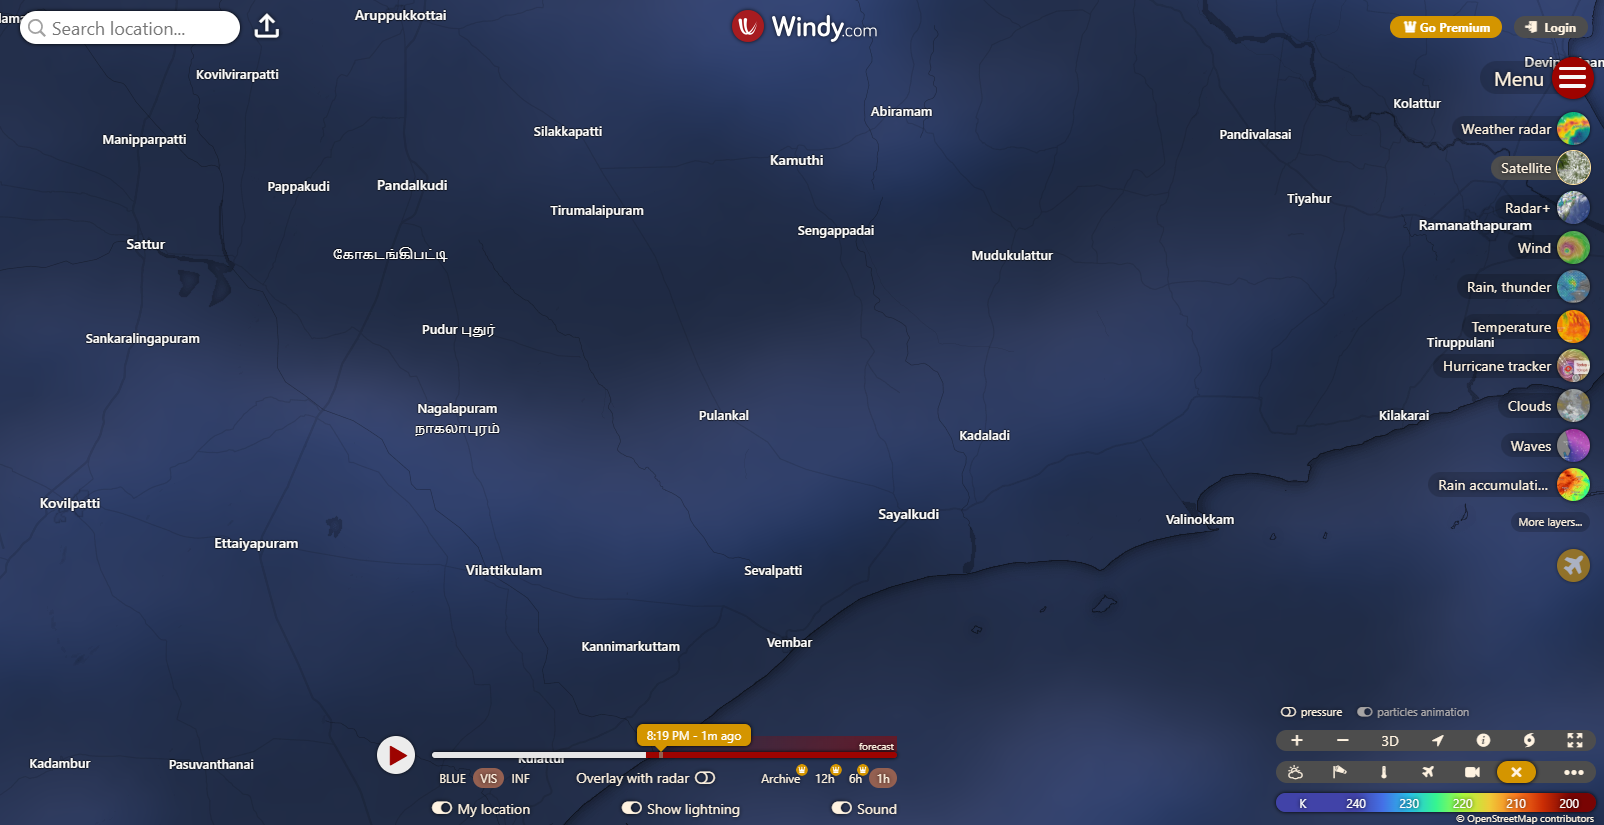 Aruppukkottai
Search location...
Windy.com
Go Premium
Login
Kovilvirarpatti
Menu
Kolattur
Abiramam
Weather radar
Silakkapatti
Pandivalasai
Manipparpatti
Kamuthi
Satellite
Pappakudi
Pandalkudi
Tiyahur
Radar+
Tirumalaipuram
Ramanathapuram
Sengappadai
Sattur
Wind
கோகடங்கிபட்டி
Mudukulattur
Rain, thunder
Temperature
Pudur புதுர்
Sankaralingapuram
Tiruppulani
Hurricane tracker
Nagalapuram
நாகலாபுரம்
Clouds
Pulankal
Kilakarai
Kadaladi
Waves
Rain accumulati...
Kovilpatti
Sayalkudi
Valinokkam
More layers...
Ettaiyapuram
Vilattikulam
Sevalpatti
Kannimarkuttam
Vembar
pressure
particles animation
8:19 PM - 1m ago
forecast
3D
Kadambur
Pasuvanthanai
Kulattur
BLUE VIS INF
Overlay with radar
Archive 12h 6h 1h
My location
Show lightning
Sound
K 240 230 220 210 200
© OpenStreetMap contributors